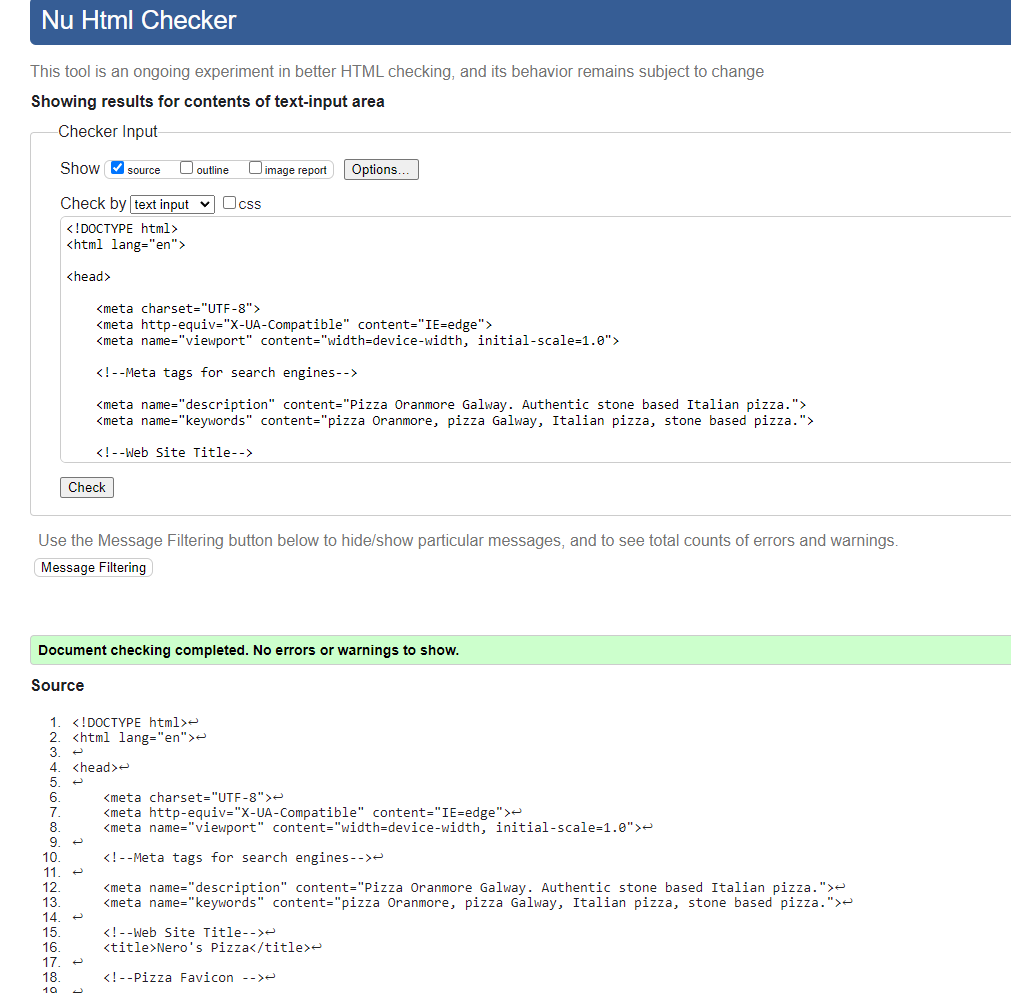 Nu Html Checker
This tool is an ongoing experiment in better HTML checking, and its behavior remains subject to change
Showing results for contents of text-input area
Checker Input
Show source outline image report Options...
Check by text input css
<!DOCTYPE html>
<html lang="en">
<head>
<meta charset="UTF-8">
<meta http-equiv="X-UA-Compatible" content="IE=edge">
<meta name="viewport" content="width=device-width, initial-scale=1.0">
<!--Meta tags for search engines-->
<meta name="description" content="Pizza Oranmore Galway. Authentic stone based Italian pizza.">
<meta name="keywords" content="pizza Oranmore, pizza Galway, Italian pizza, stone based pizza.">
<!--Web Site Title-->
Check
Use the Message Filtering button below to hide/show particular messages, and to see total counts of errors and warnings.
Message Filtering
Document checking completed. No errors or warnings to show.
Source
1. <!DOCTYPE html>↩
2. <html lang="en">↩
3. ↩
4. <head>↩
5. ↩
6. <meta charset="UTF-8">↩
7. <meta http-equiv="X-UA-Compatible" content="IE=edge">↩
8. <meta name="viewport" content="width=device-width, initial-scale=1.0">↩
9. ↩
10. <!--Meta tags for search engines-->↩
11. ↩
12. <meta name="description" content="Pizza Oranmore Galway. Authentic stone based Italian pizza.">↩
13. <meta name="keywords" content="pizza Oranmore, pizza Galway, Italian pizza, stone based pizza.">↩
14. ↩
15. <!--Web Site Title-->↩
16. <title>Nero's Pizza</title>↩
17. ↩
18. <!--Pizza Favicon -->↩
19. ↩